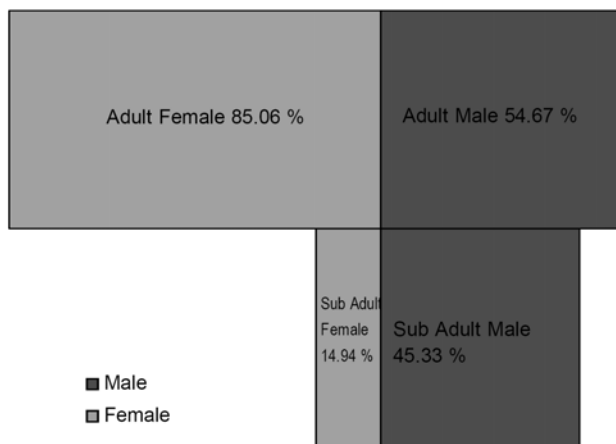 Adult Female 85.06 %
Adult Male 54.67 %
Sub Adult
Female
14.94 %
Sub Adult Male
45.33 %
Male
Female